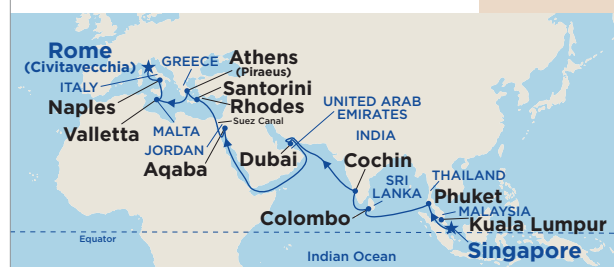 Rome
(Civitavecchia)
ITALY
Naples
Valletta
MALTA
GREECE
Athens
(Piraeus)
Santorini
Rhodes
Suez Canal
JORDAN
Aqaba
UNITED ARAB
EMIRATES
Dubai
INDIA
Cochin
SRI
LANKA
Colombo
THAILAND
Phuket
MALAYSIA
Kuala Lumpur
Singapore
Equator
Indian Ocean